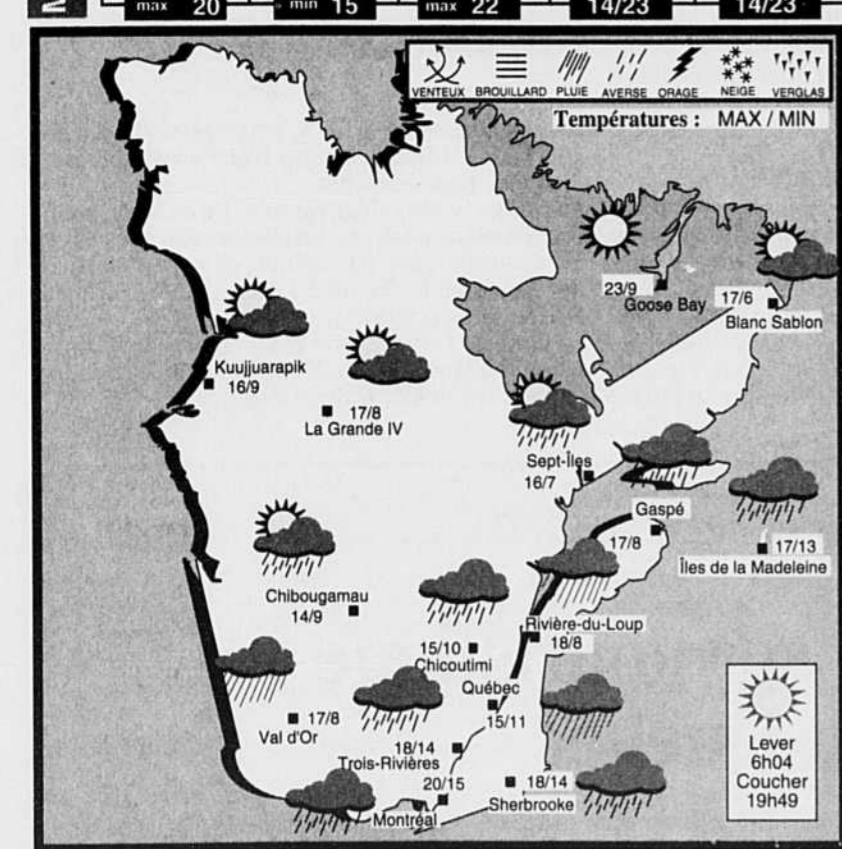 max 20 min 15 max 22 14/23 14/23
VENTEUX BROUILLARD PLUIE AVERSE ORAGE NEIGE VERGLAS
Températures : MAX / MIN
23/9
Goose Bay
17/6
Blanc Sablon
Kuujjuarapik
16/9
17/8
La Grande IV
Sept-Îles
16/7
Gaspé
17/8
17/13
Îles de la Madeleine
Chibougamau
14/9
Rivière-du-Loup
18/8
15/10
Chicoutimi
Québec
15/11
17/8
Val d'Or
18/14
Trois-Rivières
20/15
Montréal
18/14
Sherbrooke
Lever
6h04
Coucher
19h49